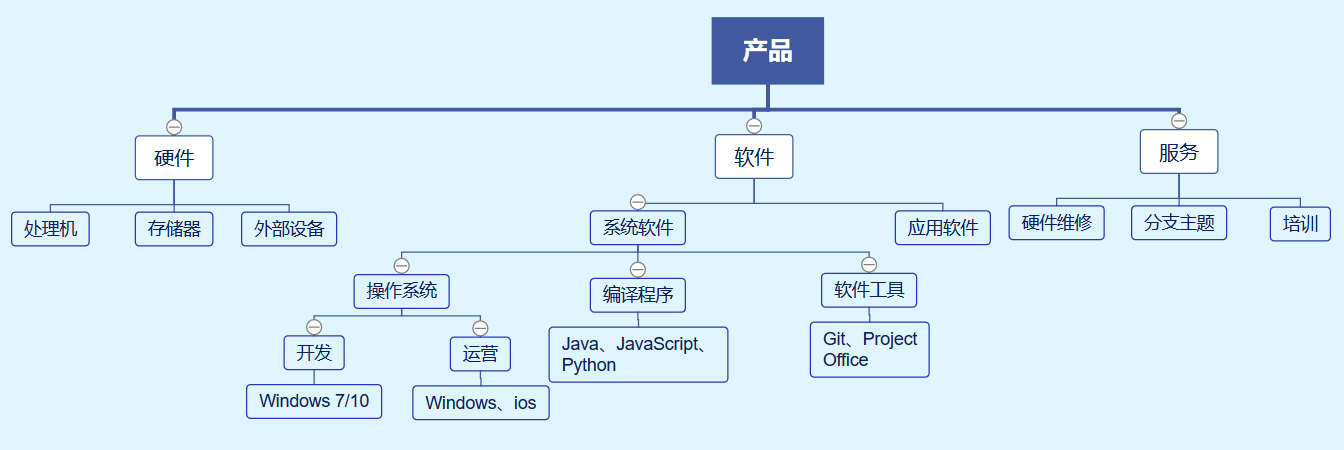 产品
硬件
软件
服务
处理机
存储器
外部设备
系统软件
应用软件
硬件维修
分支主题
培训
操作系统
编译程序
软件工具
开发
运营
Java、JavaScript、
Python
Git、Project
Office
Windows 7/10
Windows、ios